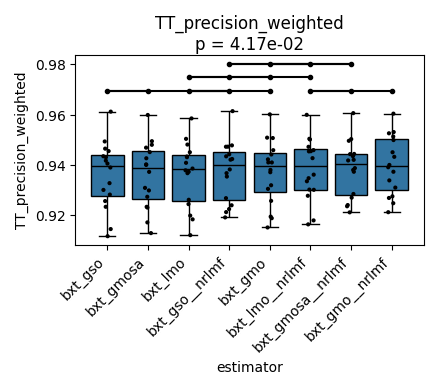 TT_precision_weighted
p = 4.17e-02
TT_precision_weighted
0.98
0.96
0.94
0.92
bxt_gso
bxt_gmosa
bxt_lmo
bxt_gso__nrlmf
bxt_gmo
bxt_lmo__nrlmf
bxt_gmosa__nrlmf
bxt_gmo__nrlmf
estimator